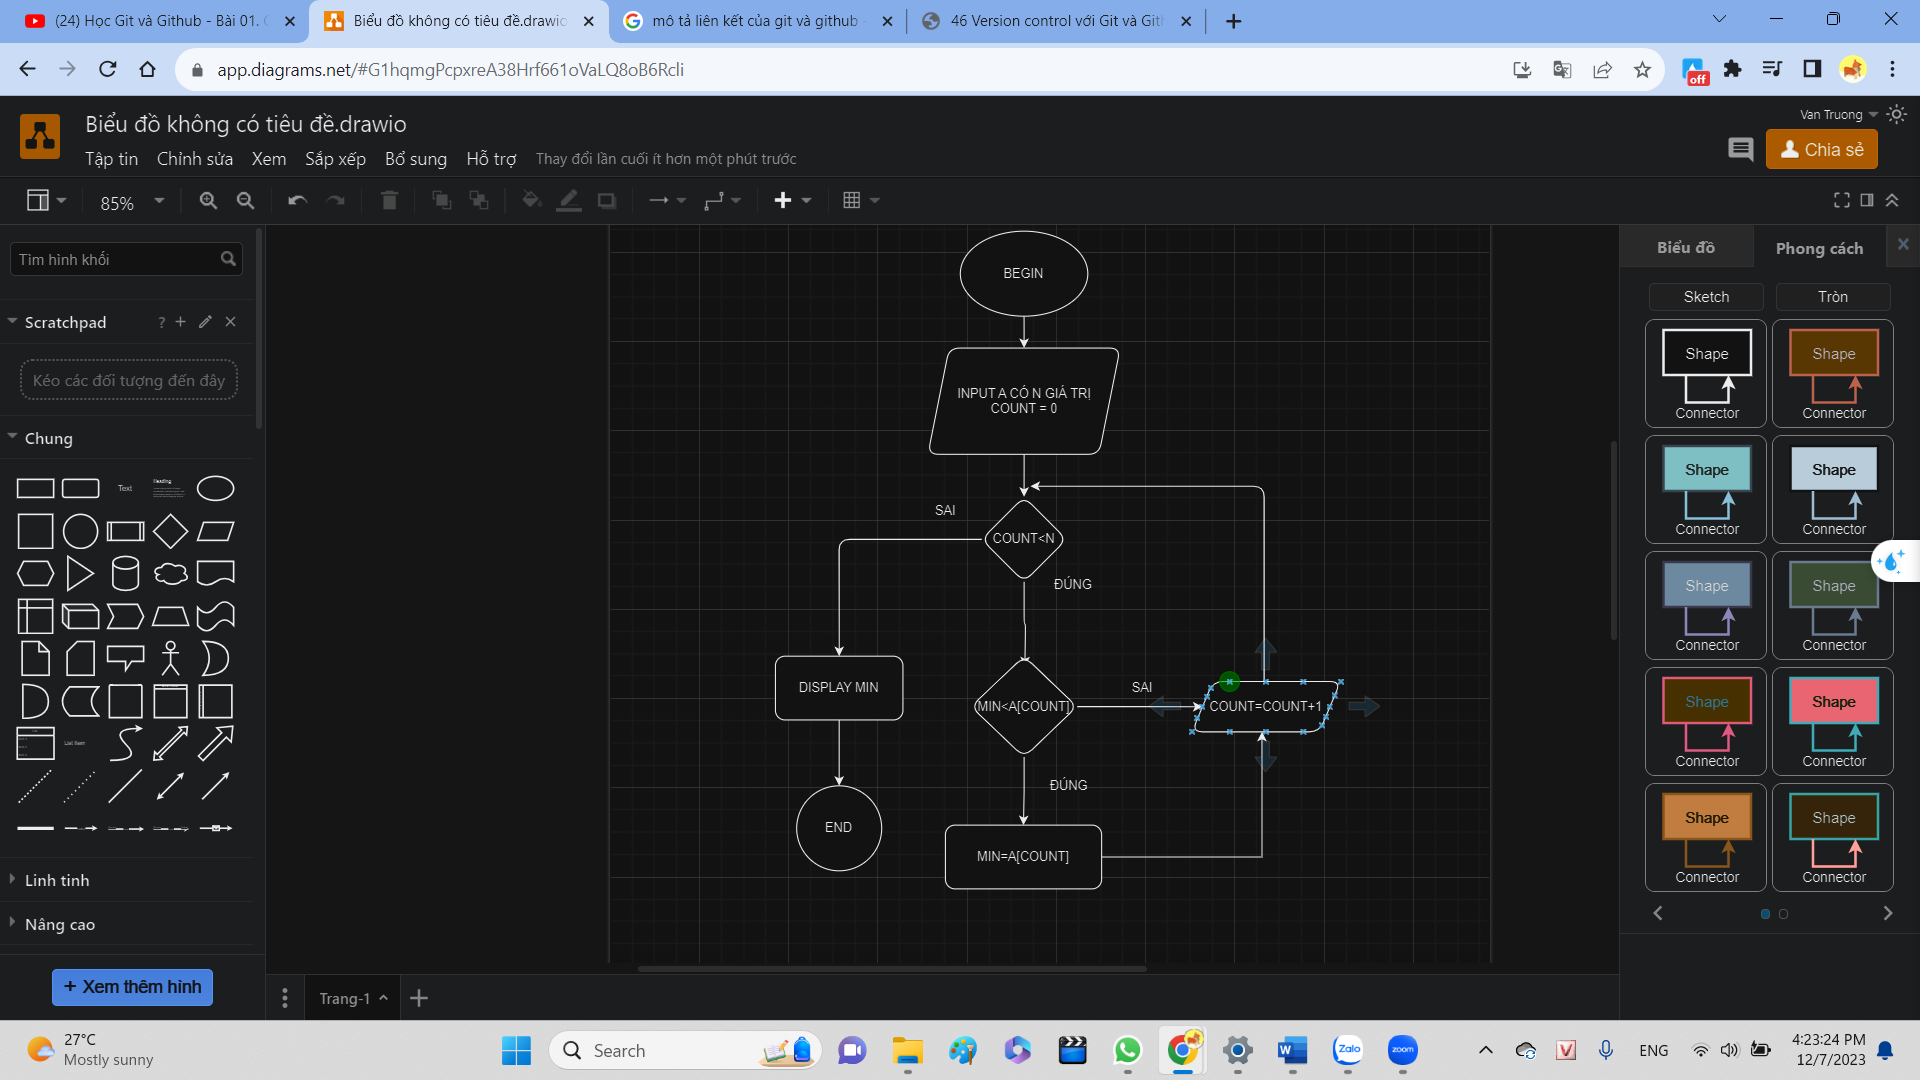 (24) Học Git và Github - Bài 01. G
Biểu đồ không có tiêu đề.drawio
mô tả liên kết của git và github -
46 Version control với Git và Gith
app.diagrams.net/#G1hqmgPcpxreA38Hrf661oVaLQ8oB6Rcli
off
Biểu đồ không có tiêu đề.drawio
Van Truong
Tập tin Chỉnh sửa Xem Sắp xếp Bổ sung Hỗ trợ Thay đổi lần cuối ít hơn một phút trước
Chia sẻ
85%
Tìm hình khối
Scratchpad ?
Kéo các đối tượng đến đây
Chung
Text
Heading
List Item
Linh tinh
Nâng cao
+ Xem thêm hình
BEGIN
INPUT A CÓ N GIÁ TRỊ
COUNT = 0
SAI
COUNT<N
ĐÚNG
DISPLAY MIN
MIN<A[COUNT]
SAI
COUNT=COUNT+1
ĐÚNG
END
MIN=A[COUNT]
Trang-1
Biểu đồ Phong cách
Sketch Tròn
Shape Shape
Connector Connector
Shape Shape
Connector Connector
Shape Shape
Connector Connector
Shape Shape
Connector Connector
Shape Shape
Connector Connector
27°C
Mostly sunny
Search
Zalo
zoom
ENG
4:23:24 PM
12/7/2023